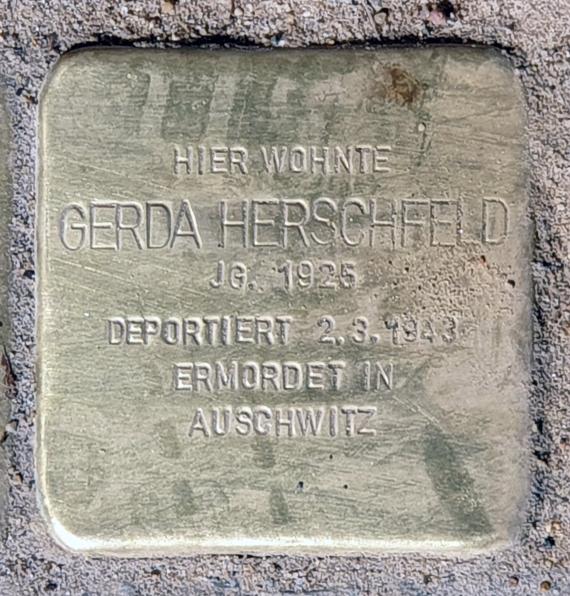 HIER WOHNTE
GERDA HERSCHFELD
JG. 1925
DEPORTIERT 2.3.1943
ERMORDET IN
AUSCHWITZ